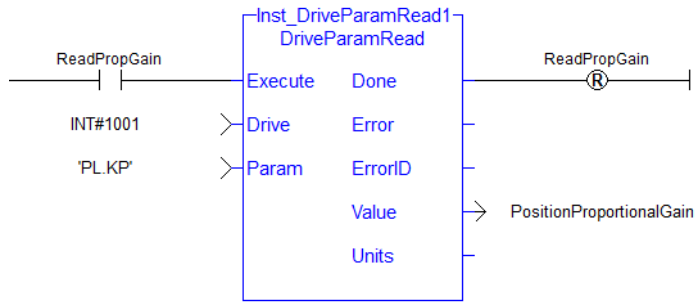 Inst_DriveParamRead1
DriveParamRead
ReadPropGain
ReadPropGain
Execute
Done
R
INT#1001
Drive
Error
'PL.KP'
Param
ErrorID
Value
PositionProportionalGain
Units